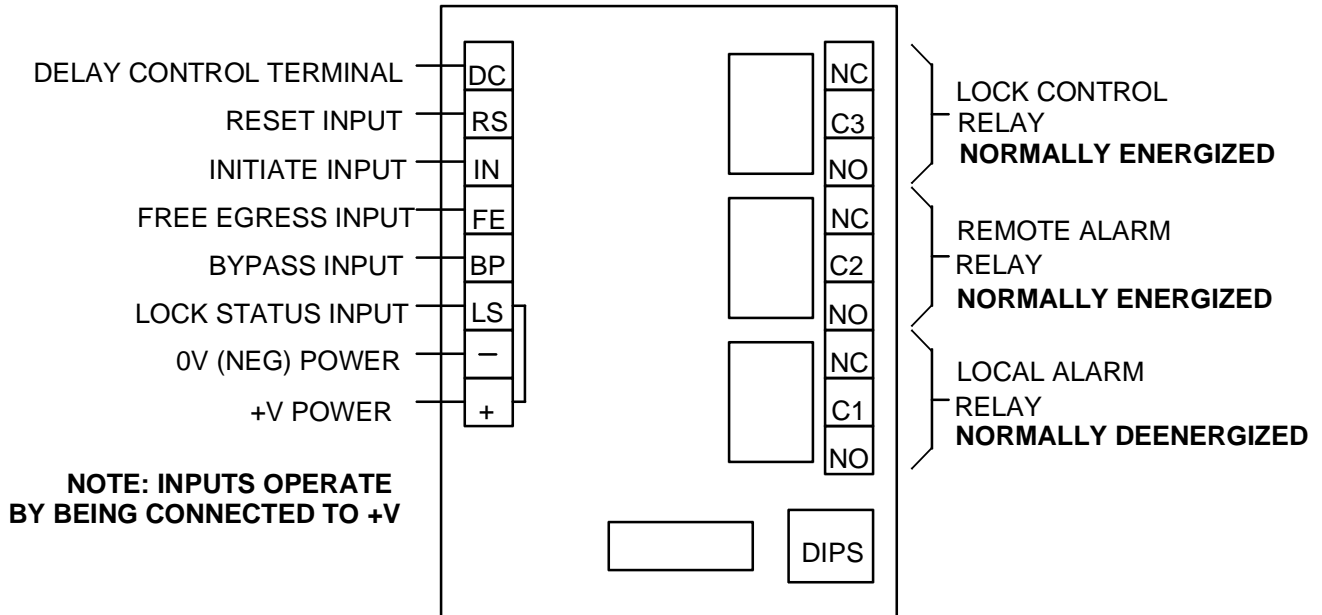 DELAY CONTROL TERMINAL
RESET INPUT
INITIATE INPUT
FREE EGRESS INPUT
BYPASS INPUT
LOCK STATUS INPUT
0V (NEG) POWER
+V POWER
NOTE: INPUTS OPERATE
BY BEING CONNECTED TO +V
DC
RS
IN
FE
BP
LS
–
+
NC
C3
NO
NC
C2
NO
NC
C1
NO
DIPS
LOCK CONTROL
RELAY
NORMALLY ENERGIZED
REMOTE ALARM
RELAY
NORMALLY ENERGIZED
LOCAL ALARM
RELAY
NORMALLY DEENERGIZED